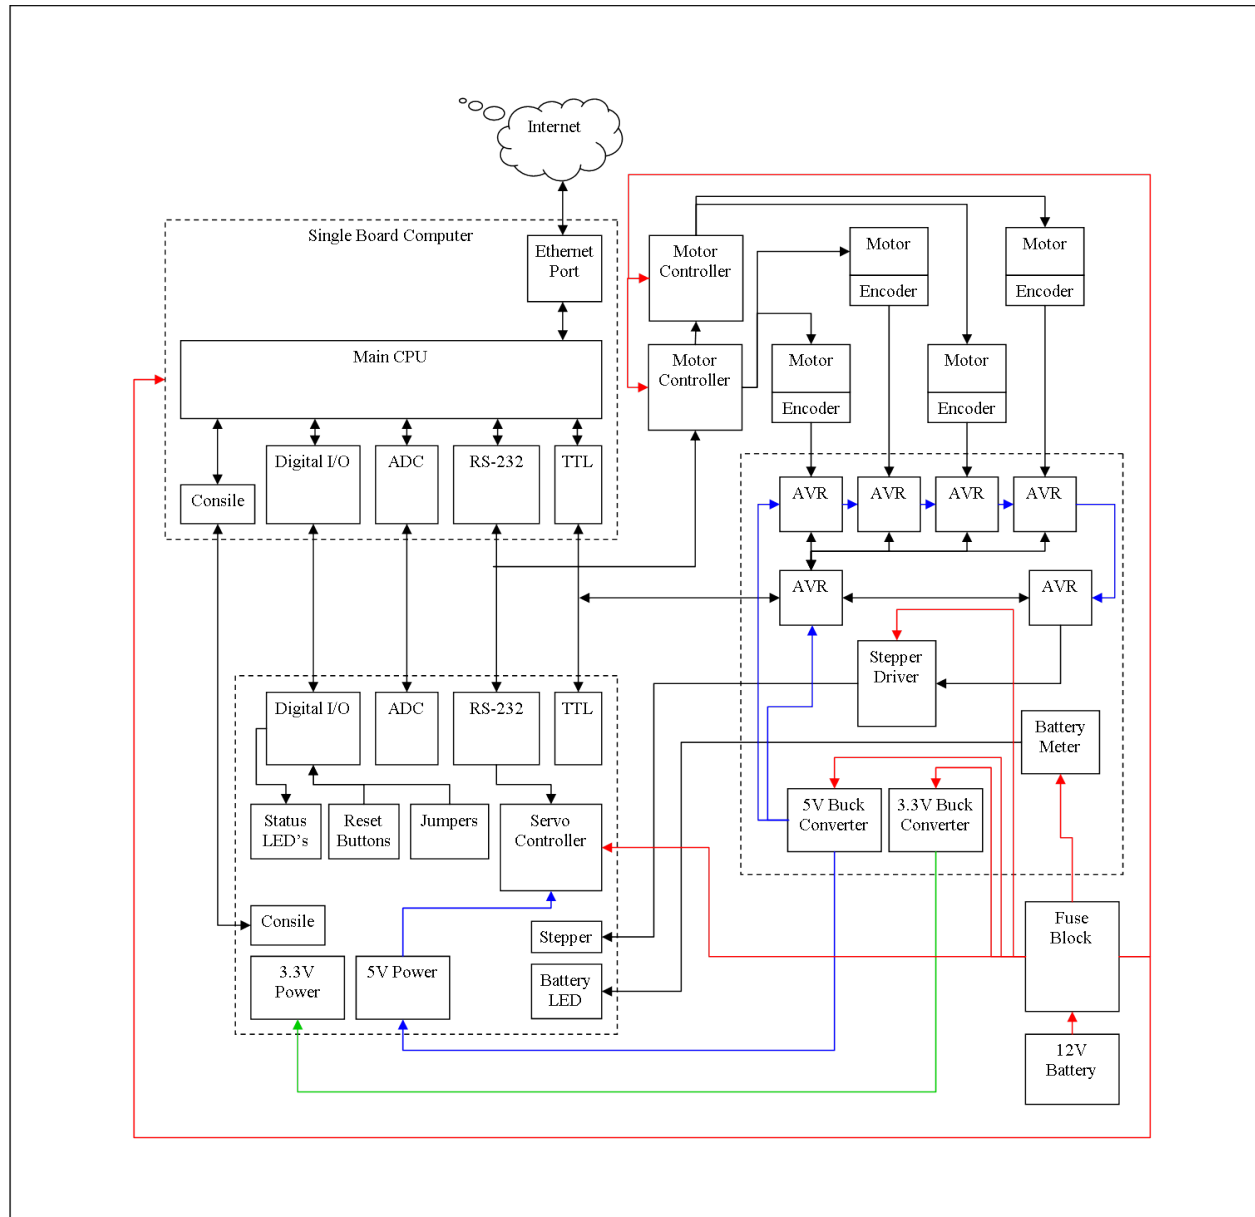 Internet
Single Board Computer
Ethernet
Port
Main CPU
Consile
Digital I/O
ADC
RS-232
TTL
Motor
Controller
Motor
Controller
Motor
Encoder
Motor
Encoder
Motor
Encoder
Motor
Encoder
AVR
AVR
AVR
AVR
AVR
AVR
Stepper
Driver
Battery
Meter
5V Buck
Converter
3.3V Buck
Converter
Digital I/O
ADC
RS-232
TTL
Status
LED's
Reset
Buttons
Jumpers
Servo
Controller
Consile
Stepper
3.3V
Power
5V Power
Battery
LED
Fuse
Block
12V
Battery